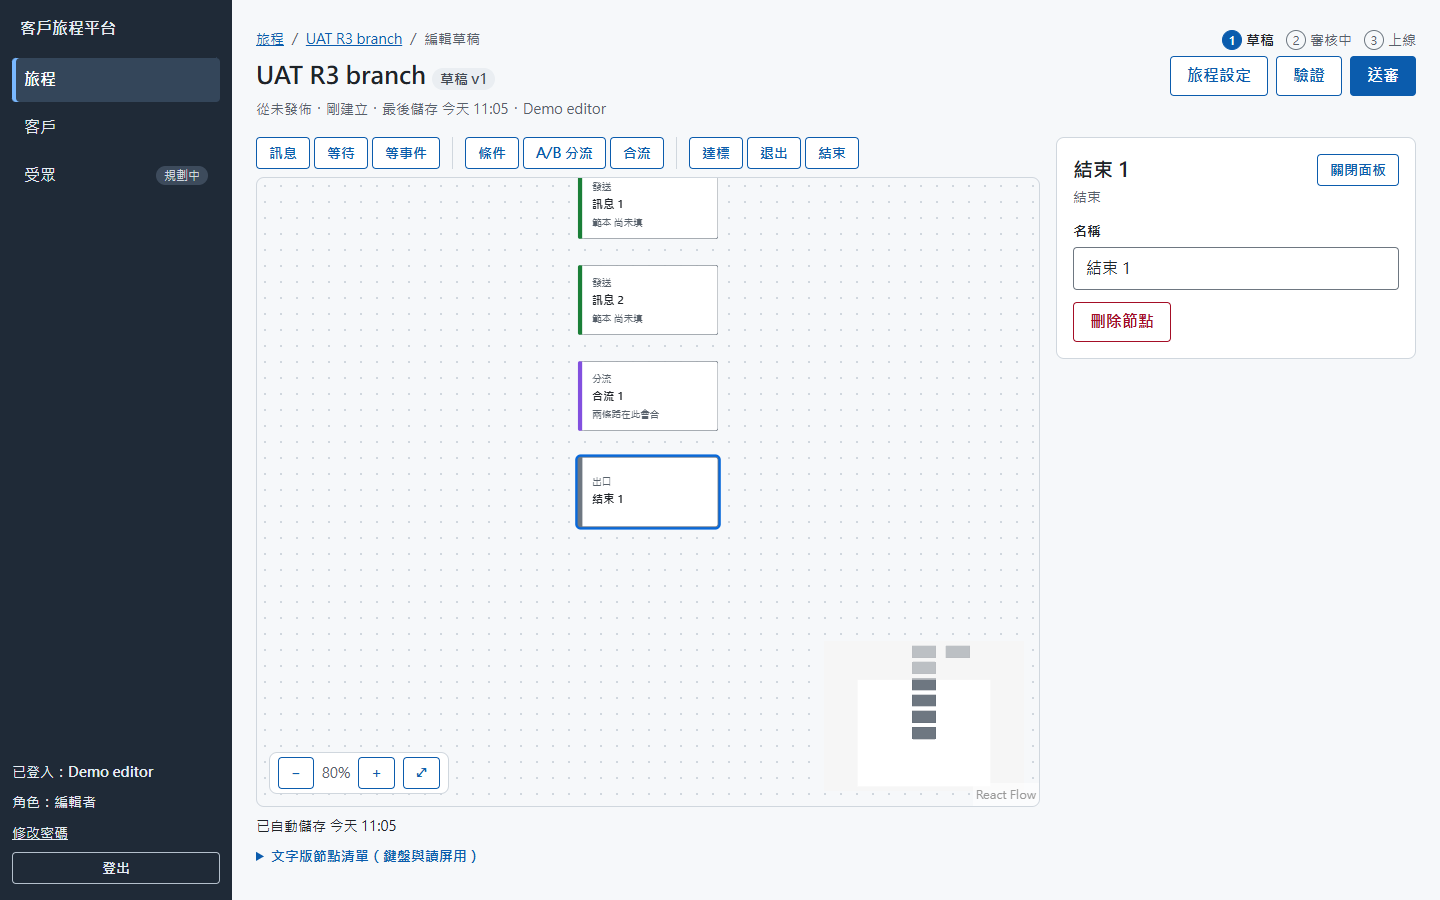 客戶旅程平台
旅程
客戶
受眾 規劃中
已登入：Demo editor
角色：編輯者
修改密碼
登出
旅程 / UAT R3 branch / 編輯草稿
UAT R3 branch 草稿 v1
從未發佈・剛建立・最後儲存 今天 11:05・Demo editor
1 草稿 2 審核中 3 上線
旅程設定 驗證 送審
訊息 等待 等事件 條件 A/B 分流 合流 達標 退出 結束
發送
訊息 1
範本 尚未填
發送
訊息 2
範本 尚未填
分流
合流 1
兩條路在此會合
出口
結束 1
− 80% +
React Flow
已自動儲存 今天 11:05
文字版節點清單（鍵盤與讀屏用）
結束 1 關閉面板
結束
名稱
結束 1
刪除節點